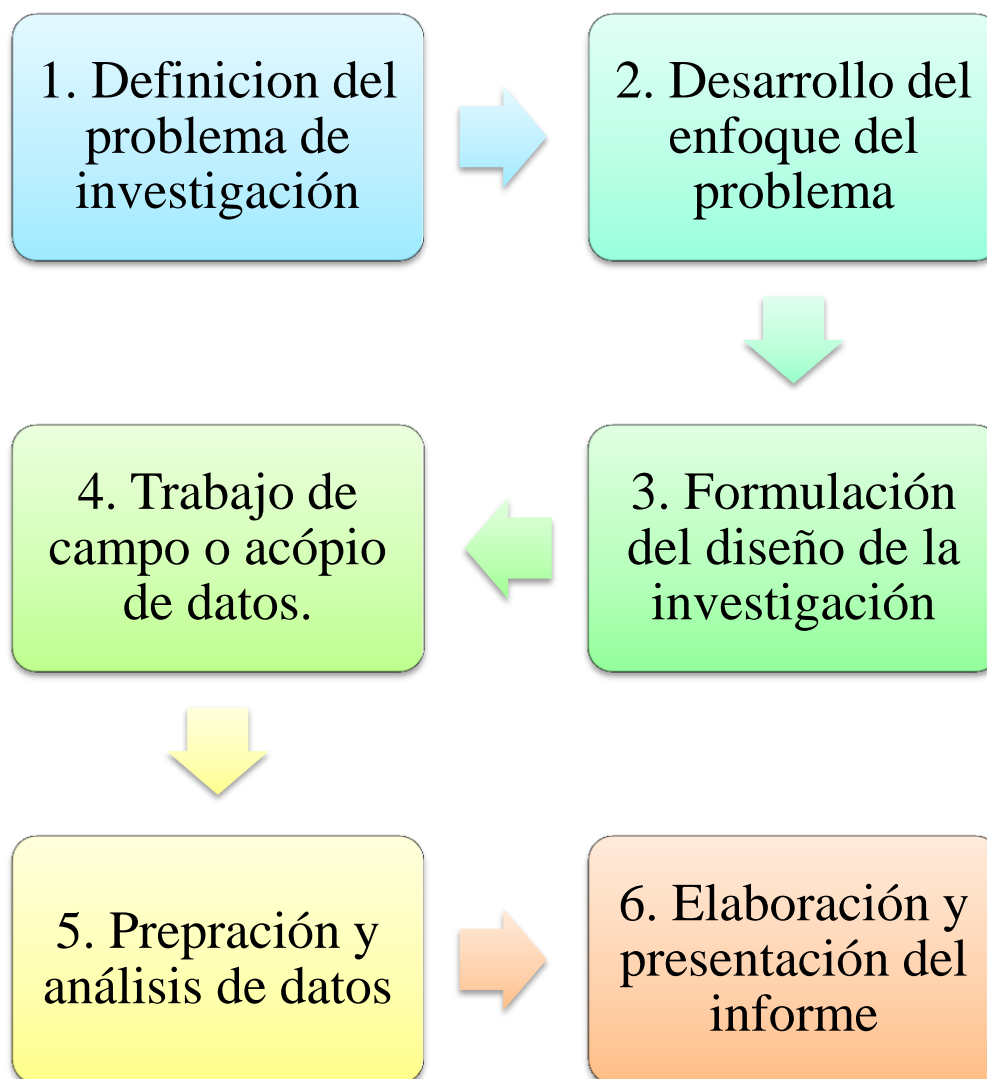 1. Definicion del
problema de
investigación
2. Desarrollo del
enfoque del
problema
3. Formulación
del diseño de la
investigación
4. Trabajo de
campo o acópio
de datos.
5. Prepración y
análisis de datos
6. Elaboración y
presentación del
informe